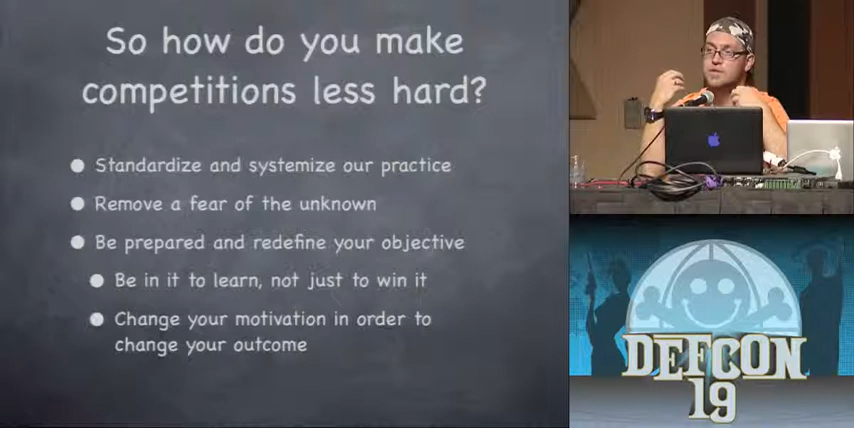 So how do you make
competitions less hard?
Standardize and systemize our practice
Remove a fear of the unknown
Be prepared and redefine your objective
Be in it to learn, not just to win it
Change your motivation in order to
change your outcome
DEFCON
19